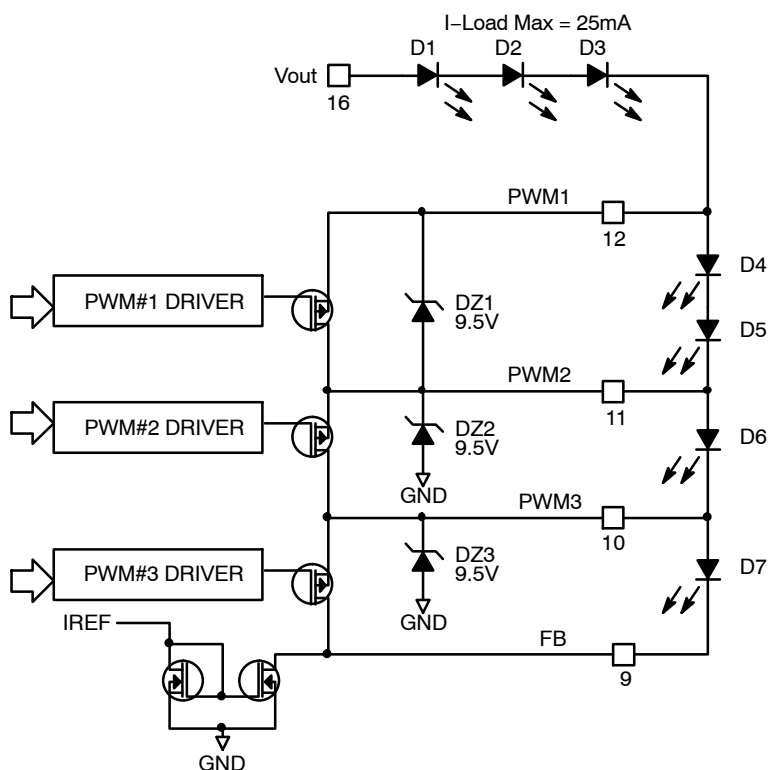 I–Load Max = 25mA
D1 D2 D3
Vout
16
PWM1
12
D4
PWM#1 DRIVER
DZ1
9.5V
D5
PWM2
11
PWM#2 DRIVER
DZ2
9.5V
D6
GND
PWM3
10
PWM#3 DRIVER
DZ3
9.5V
D7
GND
IREF
FB
9
GND